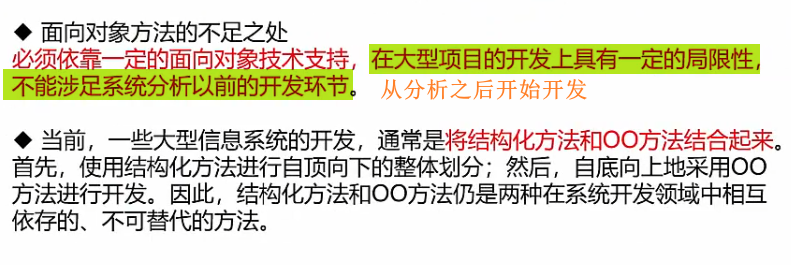 ◆ 面向对象方法的不足之处
必须依靠一定的面向对象技术支持，在大型项目的开发上具有一定的局限性，
不能涉足系统分析以前的开发环节。 从分析之后开始开发
◆ 当前，一些大型信息系统的开发，通常是将结构化方法和OO方法结合起来。
首先，使用结构化方法进行自顶向下的整体划分；然后，自底向上地采用OO
方法进行开发。因此，结构化方法和OO方法仍是两种在系统开发领域中相互
依存的、不可替代的方法。